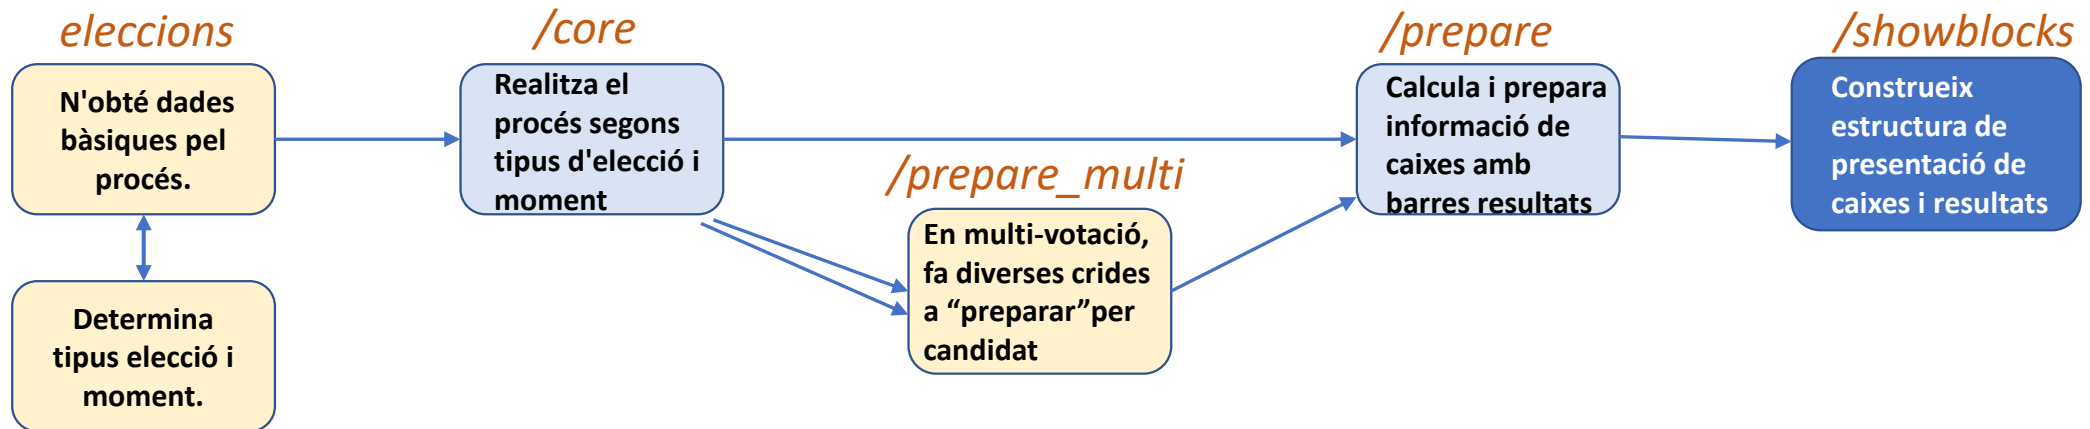 eleccions
N'obté dades
bàsiques pel
procés.
Determina
tipus elecció i
moment.
/core
Realitza el
procés segons
tipus d'elecció i
moment
/prepare_multi
En multi-votació,
fa diverses crides
a “preparar”per
candidat
/prepare
Calcula i prepara
informació de
caixes amb
barres resultats
/showblocks
Construeix
estructura de
presentació de
caixes i resultats